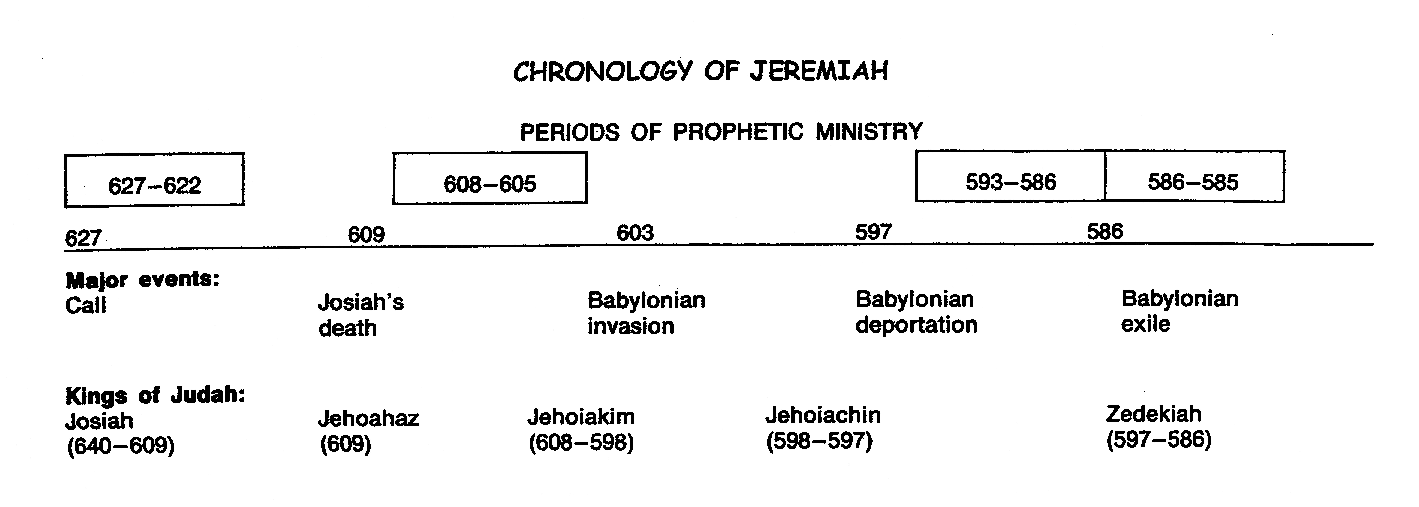 CHRONOLOGY OF JEREMIAH
PERIODS OF PROPHETIC MINISTRY
627–622 608–605 593–586 586–585
627 609 603 597 586
Major events:
Call
Josiah's death
Babylonian invasion
Babylonian deportation
Babylonian exile
Kings of Judah:
Josiah
(640–609)
Jehoahaz
(609)
Jehoiakim
(608–598)
Jehoiachin
(598–597)
Zedekiah
(597–586)